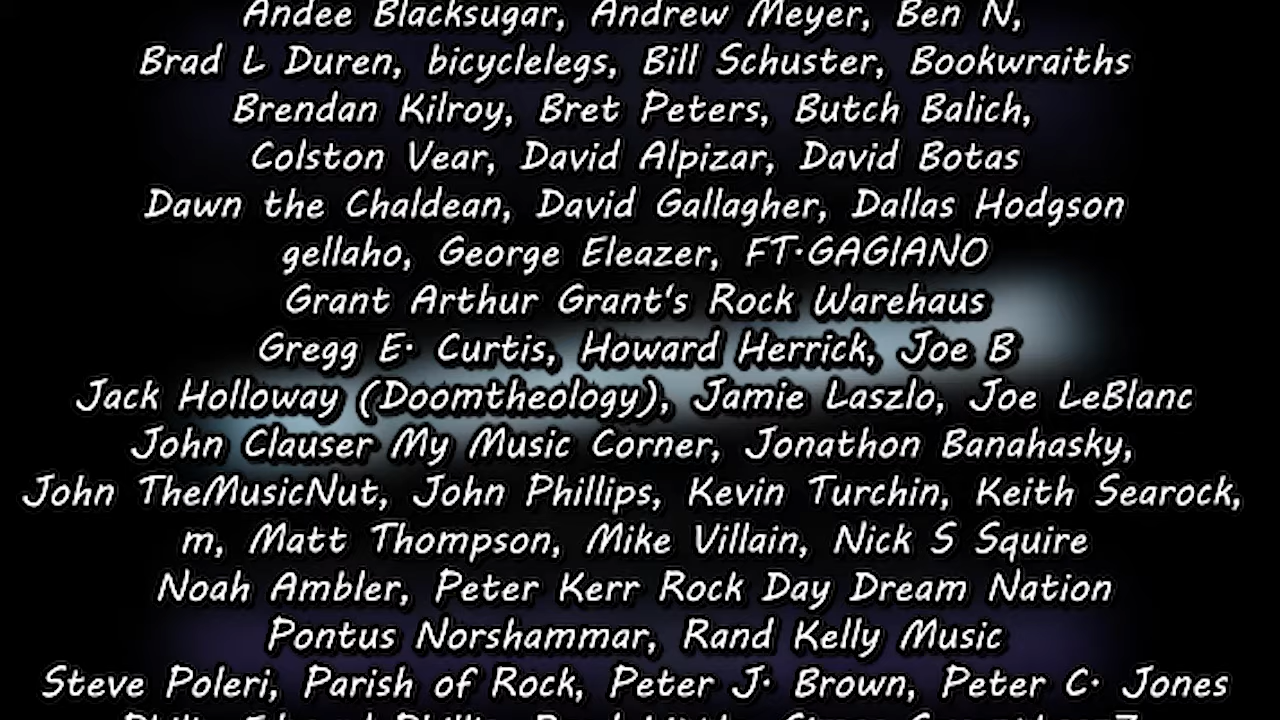 Andee Blacksugar, Andrew Meyer, Ben N,
Brad L Duren, bicyclelegs, Bill Schuster, Bookwraiths
Brendan Kilroy, Bret Peters, Butch Balich,
Colston Vear, David Alpizar, David Botas
Dawn the Chaldean, David Gallagher, Dallas Hodgson
gellaho, George Eleazer, FT·GAGIANO
Grant Arthur Grant's Rock Warehaus
Gregg E· Curtis, Howard Herrick, Joe B
Jack Holloway (Doomtheology), Jamie Laszlo, Joe LeBlanc
John Clauser My Music Corner, Jonathon Banahasky,
John TheMusicNut, John Phillips, Kevin Turchin, Keith Searock,
m, Matt Thompson, Mike Villain, Nick S Squire
Noah Ambler, Peter Kerr Rock Day Dream Nation
Pontus Norshammar, Rand Kelly Music
Steve Poleri, Parish of Rock, Peter J· Brown, Peter C· Jones